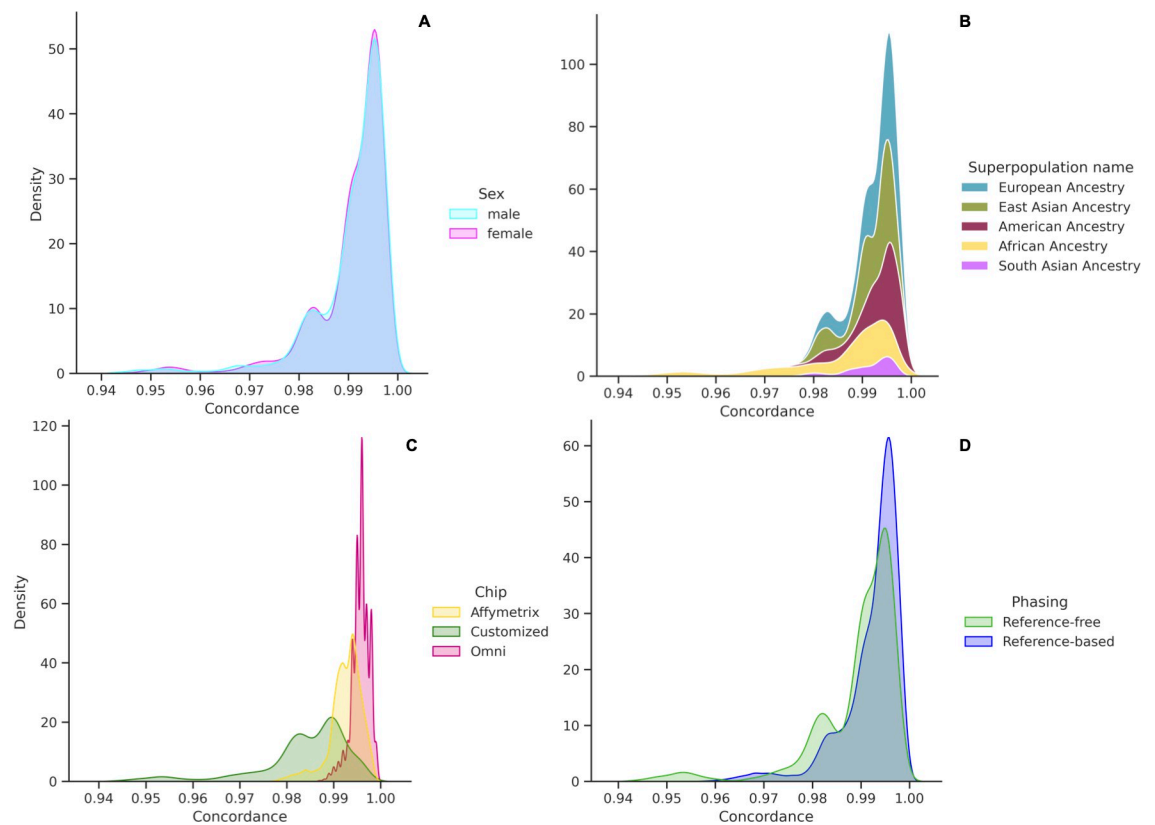 A
50
40
30
20
10
0
Density
0.94 0.95 0.96 0.97 0.98 0.99 1.00
Concordance
Sex
male
female
B
100
80
60
40
20
0
0.94 0.95 0.96 0.97 0.98 0.99 1.00
Concordance
Superpopulation name
European Ancestry
East Asian Ancestry
American Ancestry
African Ancestry
South Asian Ancestry
C
120
100
80
60
40
20
0
Density
0.94 0.95 0.96 0.97 0.98 0.99 1.00
Concordance
Chip
Affymetrix
Customized
Omni
D
60
50
40
30
20
10
0
0.94 0.95 0.96 0.97 0.98 0.99 1.00
Concordance
Phasing
Reference-free
Reference-based